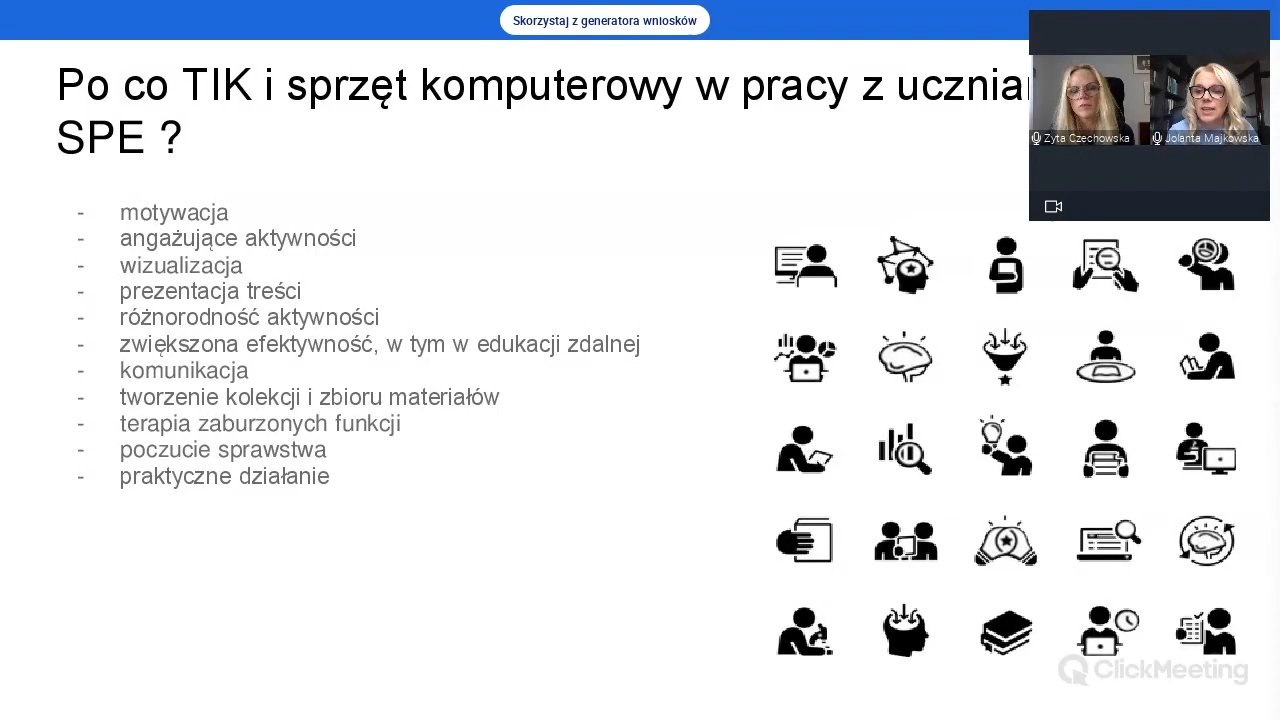 Skorzystaj z generatora wniosków
Po co TIK i sprzęt komputerowy w pracy z
SPE ?
Zyta Czechowska
Jolanta Majkowska
- motywacja
- angażujące aktywności
- wizualizacja
- prezentacja treści
- różnorodność aktywności
- zwiększona efektywność, w tym w edukacji zdalnej
- komunikacja
- tworzenie kolekcji i zbioru materiałów
- terapia zaburzonych funkcji
- poczucie sprawstwa
- praktyczne działanie
ClickMeeting